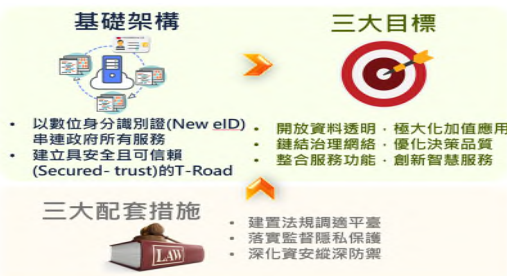 基礎架構
• 以數位身分識別證(New eID)
串連政府所有服務
• 建立具安全且可信賴
(Secured- trust)的T-Road
三大目標
• 開放資料透明，極大化加值應用
• 鏈結治理網絡，優化決策品質
• 整合服務功能，創新智慧服務
三大配套措施
LAW
• 建置法規調適平臺
• 落實監督隱私保護
• 深化資安縱深防禦